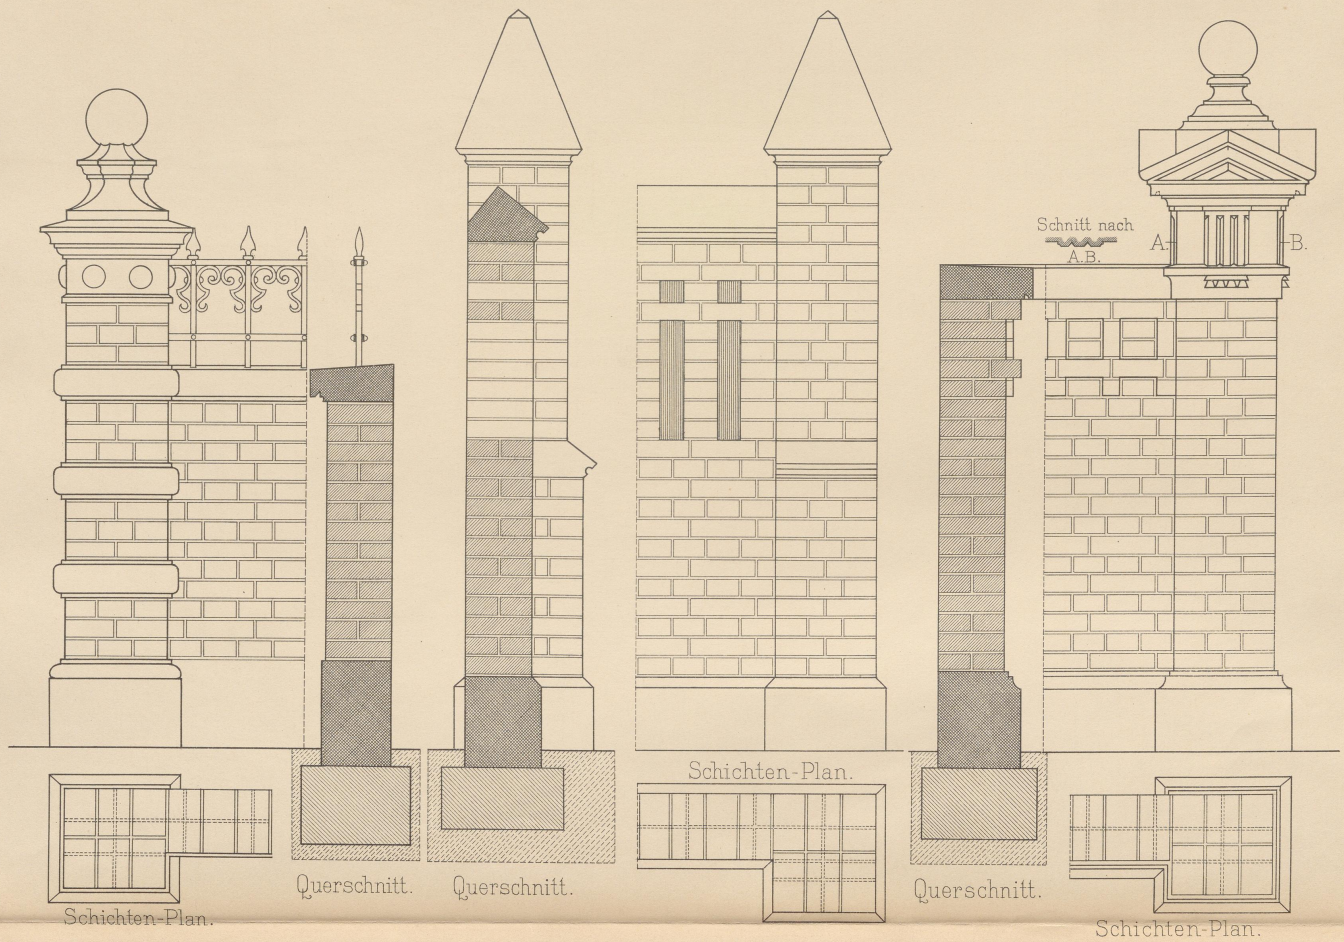 Schnitt nach
A. B.
A.B.
Schichten-Plan.
Querschnitt. Querschnitt. Querschnitt.
Schichten-Plan. Schichten-Plan.